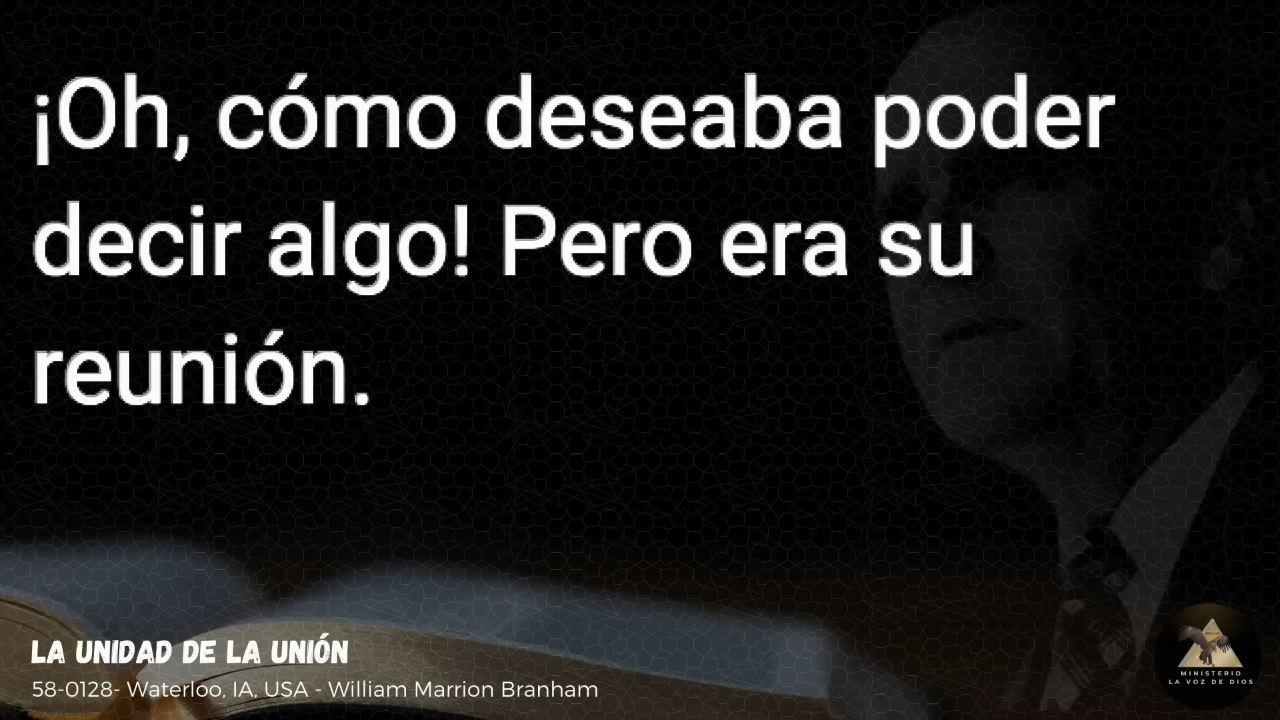 ¡Oh, cómo deseaba poder
decir algo! Pero era su
reunión.
LA UNIDAD DE LA UNIÓN
58-0128- Waterloo, IA, USA - William Marrion Branham
MINISTERIO
LA VOZ DE DIOS